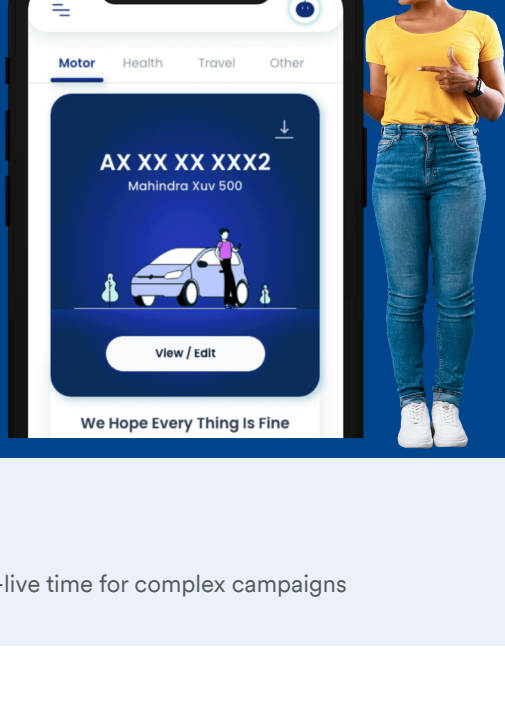 Motor Health Travel Other
AX XX XX XXX2
Mahindra Xuv 500
View / Edit
We Hope Every Thing Is Fine
-live time for complex campaigns